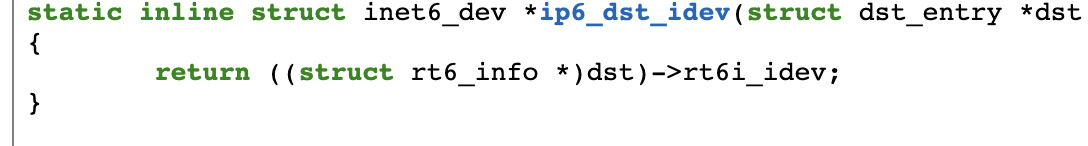 static inline struct inet6_dev *ip6_dst_idev(struct dst_entry *dst
{
        return ((struct rt6_info *)dst)->rt6i_idev;
}